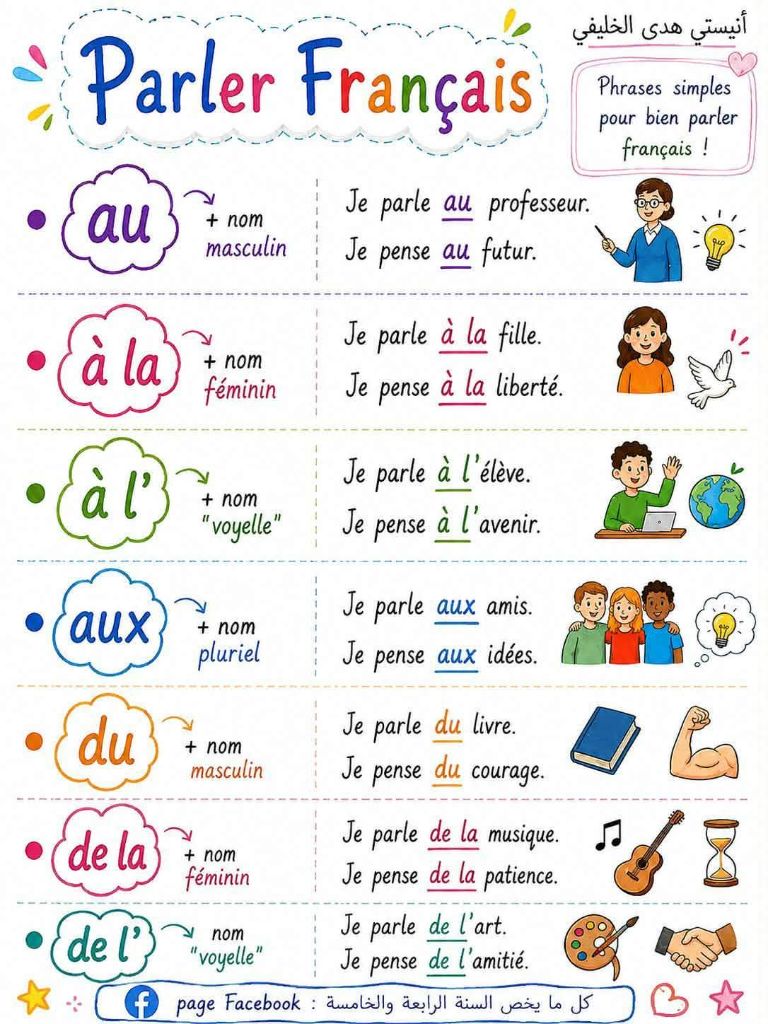 أنيستي هدى الخليفي
Parler Français
Phrases simples
pour bien parler
français !
au
+ nom
masculin
Je parle au professeur.
Je pense au futur.
à la
+ nom
féminin
Je parle à la fille.
Je pense à la liberté.
à l'
+ nom
"voyelle"
Je parle à l'élève.
Je pense à l'avenir.
aux
+ nom
pluriel
Je parle aux amis.
Je pense aux idées.
du
+ nom
masculin
Je parle du livre.
Je pense du courage.
de la
+ nom
féminin
Je parle de la musique.
Je pense de la patience.
de l'
nom
"voyelle"
Je parle de l'art.
Je pense de l'amitié.
page Facebook : كل ما يخص السنة الرابعة والخامسة